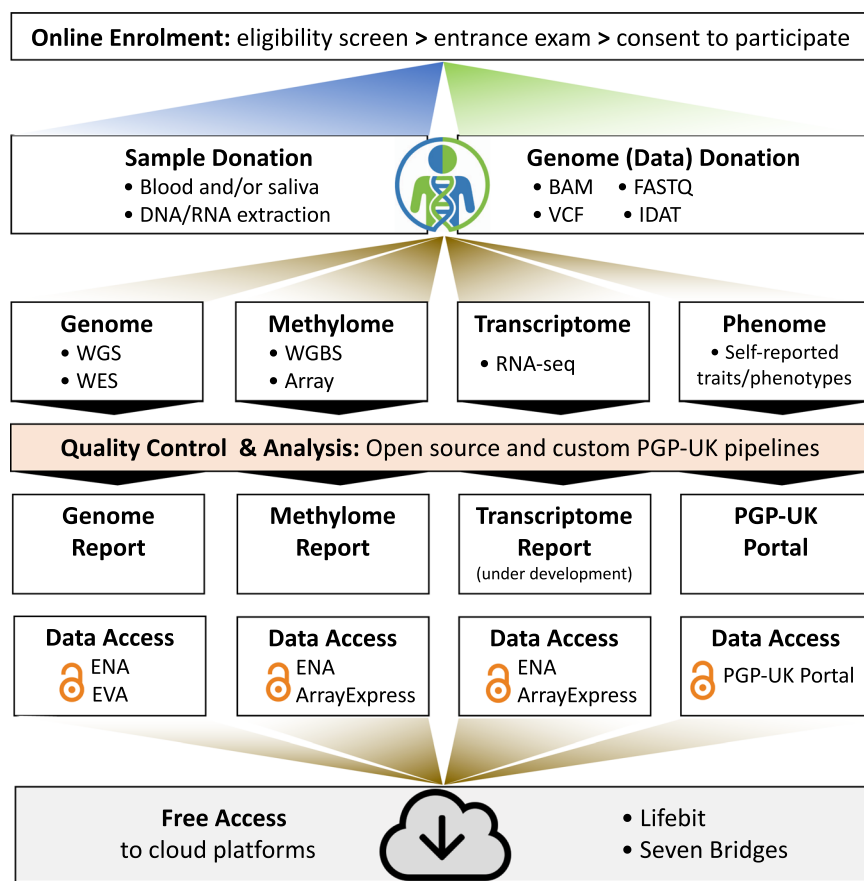 Online Enrolment: eligibility screen > entrance exam > consent to participate
Sample Donation
• Blood and/or saliva
• DNA/RNA extraction
Genome (Data) Donation
• BAM • FASTQ
• VCF • IDAT
Genome
• WGS
• WES
Methylome
• WGBS
• Array
Transcriptome
• RNA-seq
Phenome
• Self-reported
traits/phenotypes
Quality Control & Analysis: Open source and custom PGP-UK pipelines
Genome
Report
Methylome
Report
Transcriptome
Report
(under development)
PGP-UK
Portal
Data Access
ENA
EVA
Data Access
ENA
ArrayExpress
Data Access
ENA
ArrayExpress
Data Access
PGP-UK Portal
Free Access
to cloud platforms
• Lifebit
• Seven Bridges